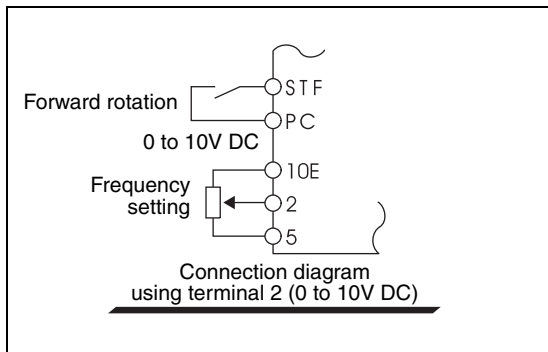 STF
Forward rotation
PC
0 to 10V DC
10E
Frequency
setting
2
5
Connection diagram
using terminal 2 (0 to 10V DC)